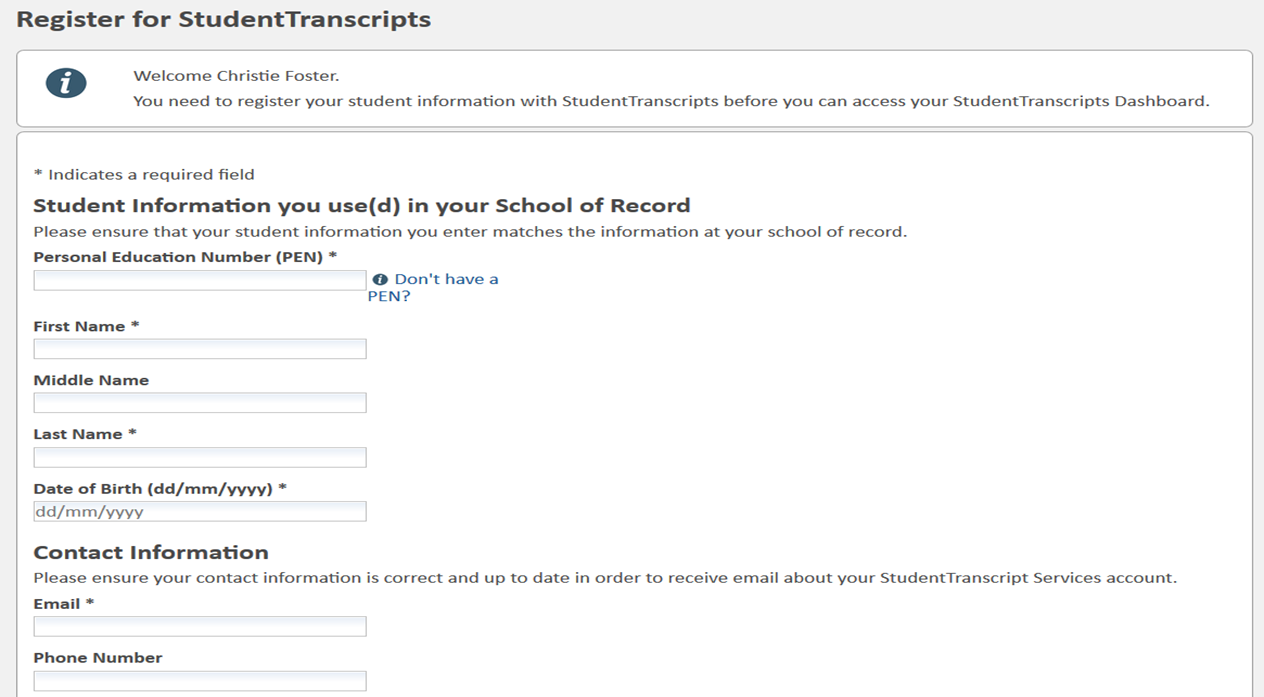 Register for StudentTranscripts
i
Welcome Christie Foster.
You need to register your student information with StudentTranscripts before you can access your StudentTranscripts Dashboard.
* Indicates a required field
Student Information you use(d) in your School of Record
Please ensure that your student information you enter matches the information at your school of record.
Personal Education Number (PEN) *
i Don't have a
PEN?
First Name *
Middle Name
Last Name *
Date of Birth (dd/mm/yyyy) *
dd/mm/yyyy
Contact Information
Please ensure your contact information is correct and up to date in order to receive email about your StudentTranscript Services account.
Email *
Phone Number